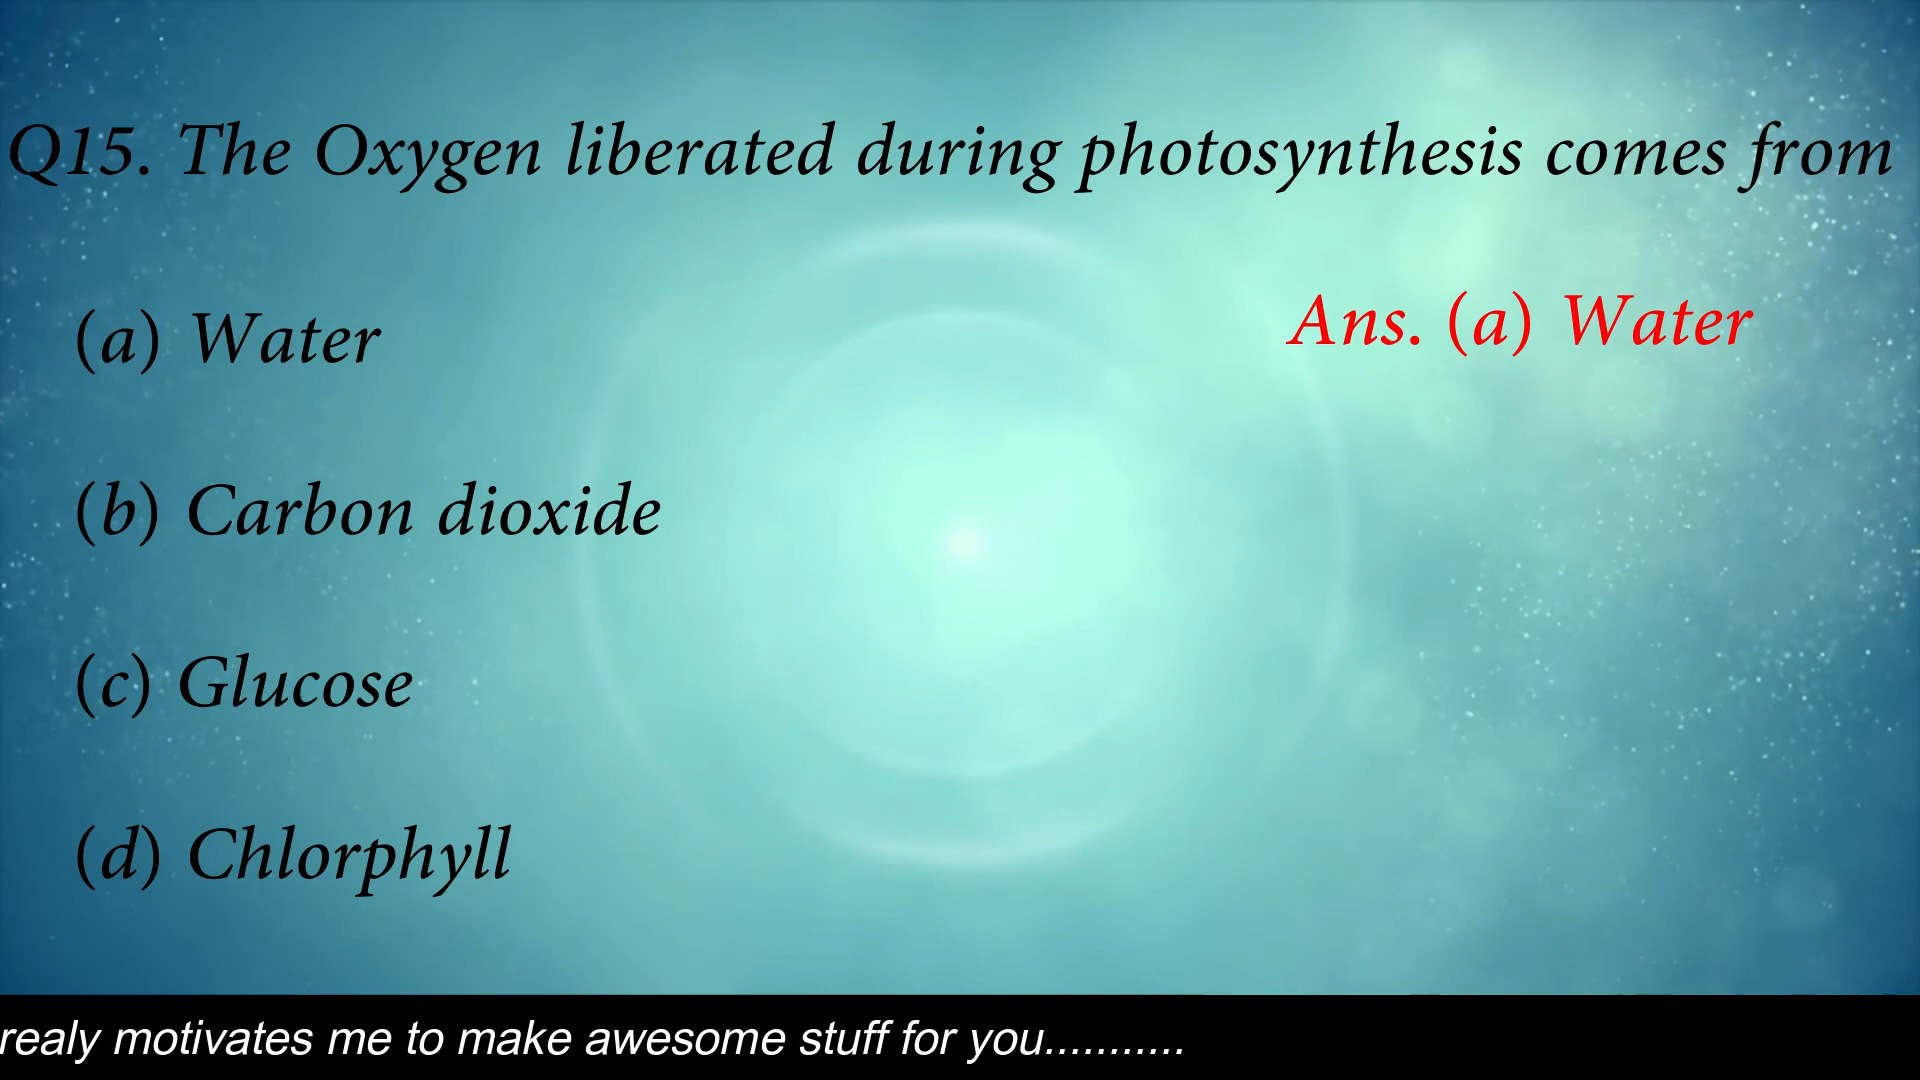 Q15. The Oxygen liberated during photosynthesis comes from
(a) Water
Ans. (a) Water
(b) Carbon dioxide
(c) Glucose
(d) Chlorphyll
realy motivates me to make awesome stuff for you...........